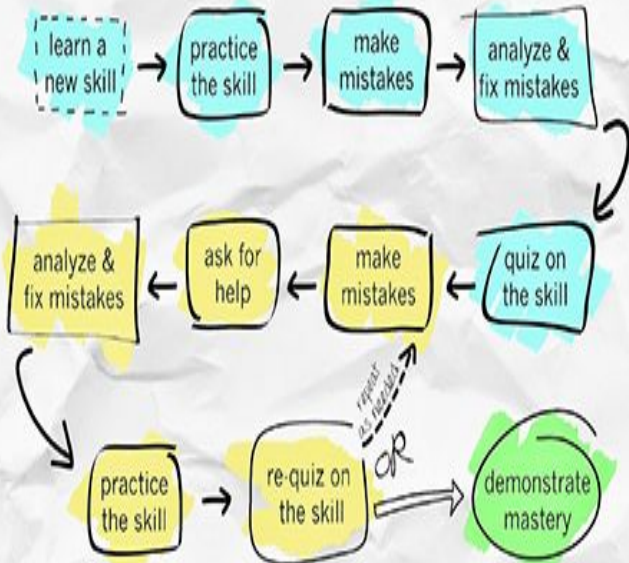 learn a
new skill
practice
the skill
make
mistakes
analyze &
fix mistakes
quiz on
the skill
make
mistakes
ask for
help
analyze &
fix mistakes
practice
the skill
re-quiz on
the skill
repeat
as needed
OR
demonstrate
mastery